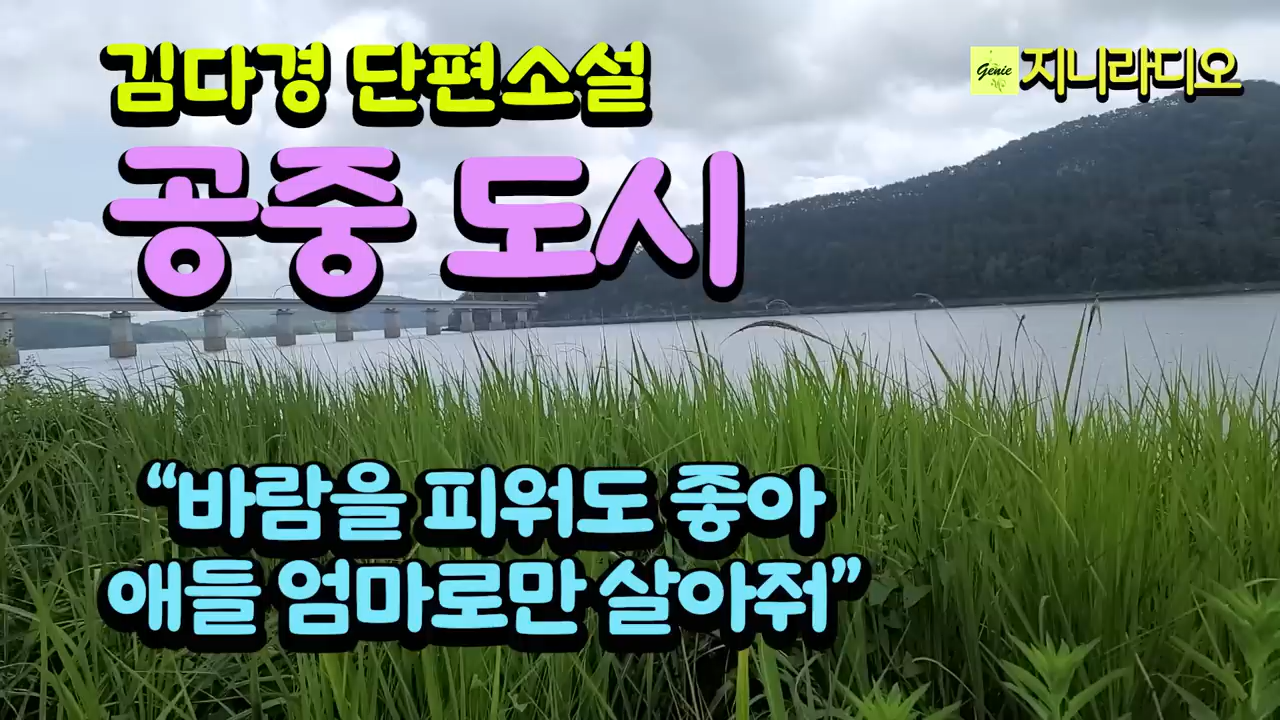 김다경 단편소설
Genie 지니라디오
공중 도시
“바람을 피워도 좋아
애들 엄마로만 살아줘”